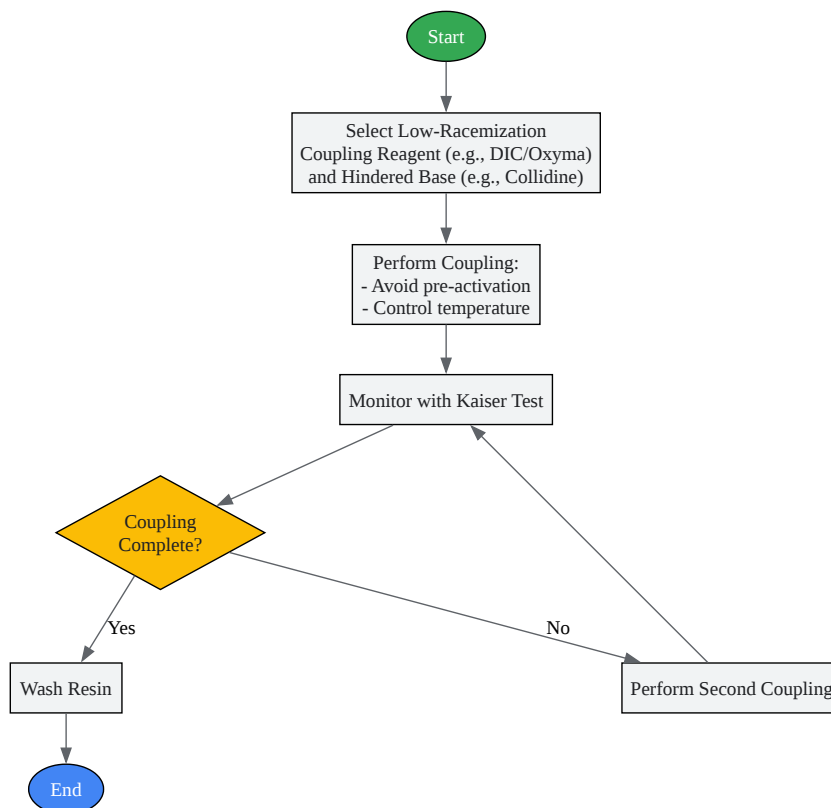 Start
Select Low-Racemization
Coupling Reagent (e.g., DIC/Oxyma)
and Hindered Base (e.g., Collidine)
Perform Coupling:
- Avoid pre-activation
- Control temperature
Monitor with Kaiser Test
Coupling
Complete?
Yes
No
Wash Resin
Perform Second Coupling
End